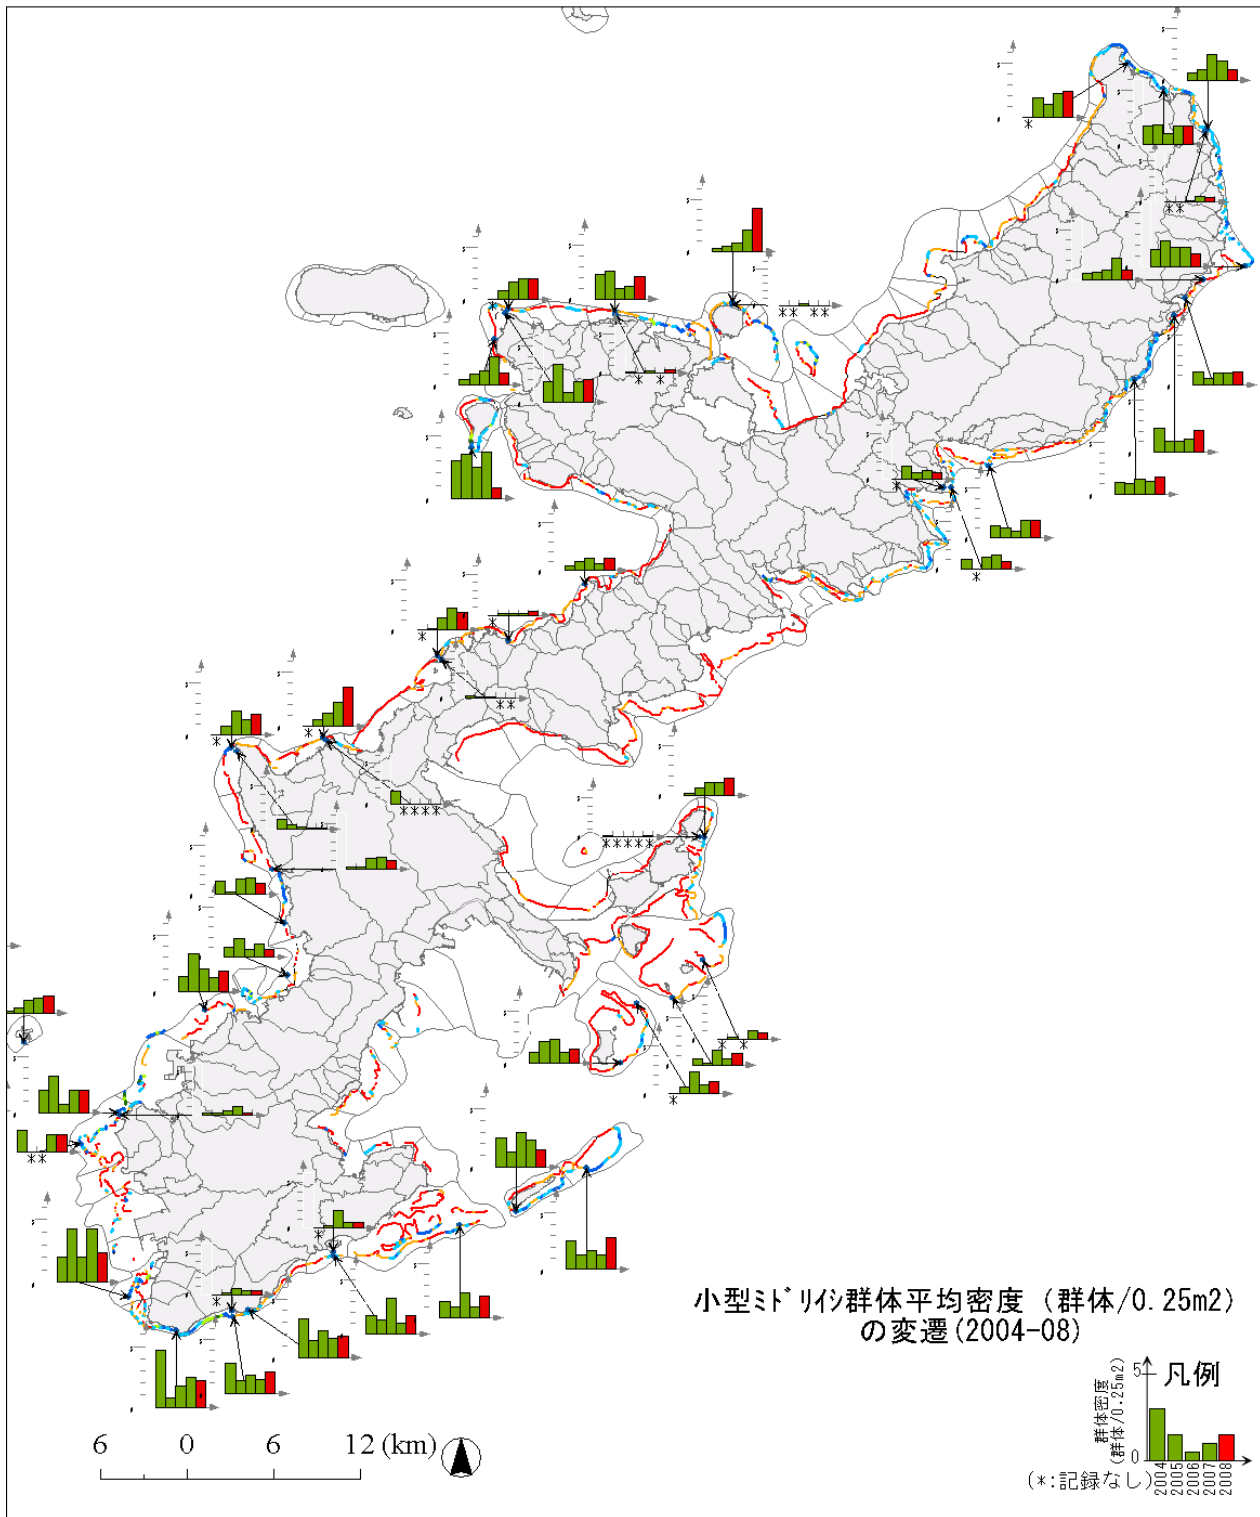 小型ミドリイシ群体平均密度 (群体/0.25m2)
の変遷(2004-08)
凡例
5
0
群体密度
(群体/0.25m2)
(*:記録なし)
2004
2005
2006
2007
2008
6 0 6 12 (km)